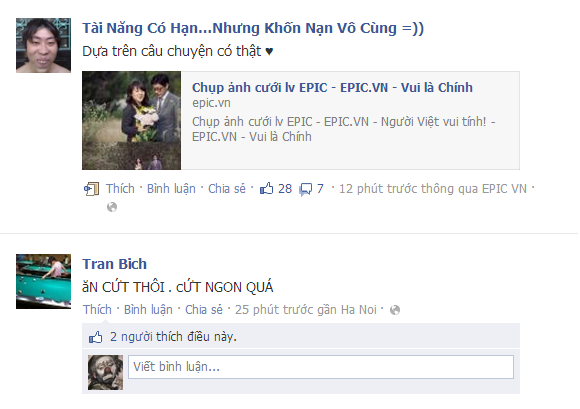 Tài Năng Có Hạn...Nhưng Khốn Nạn Vô Cùng =))
Dựa trên câu chuyện có thật ♥
Chụp ảnh cưới lv EPIC - EPIC.VN - Vui là Chính
epic.vn
Chụp ảnh cưới lv EPIC - EPIC.VN - Người Việt vui tính! -
EPIC.VN - Vui là Chính
Thích · Bình luận · Chia sẻ · 28 7 · 12 phút trước thông qua EPIC VN ·
Tran Bich
ăN CỨT THÔI . cỨT NGON QUÁ
Thích · Bình luận · Chia sẻ · 25 phút trước gần Ha Noi ·
2 người thích điều này.
Viết bình luận...